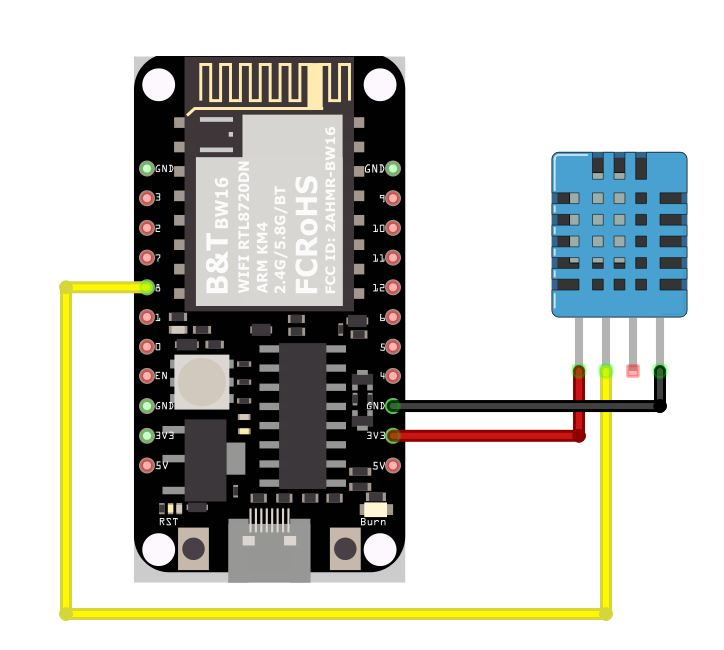 GND
3
2
7
8
1
0
EN
GND
3V3
5V
RST
B&T BW16
WIFI RTL8720DN
ARM KM4
2.4G/5.8G/BT
FCRoHS
FCC ID: 2AHMR-BW16
GND
9
10
11
12
6
5
4
GND
3V3
5V
Burn